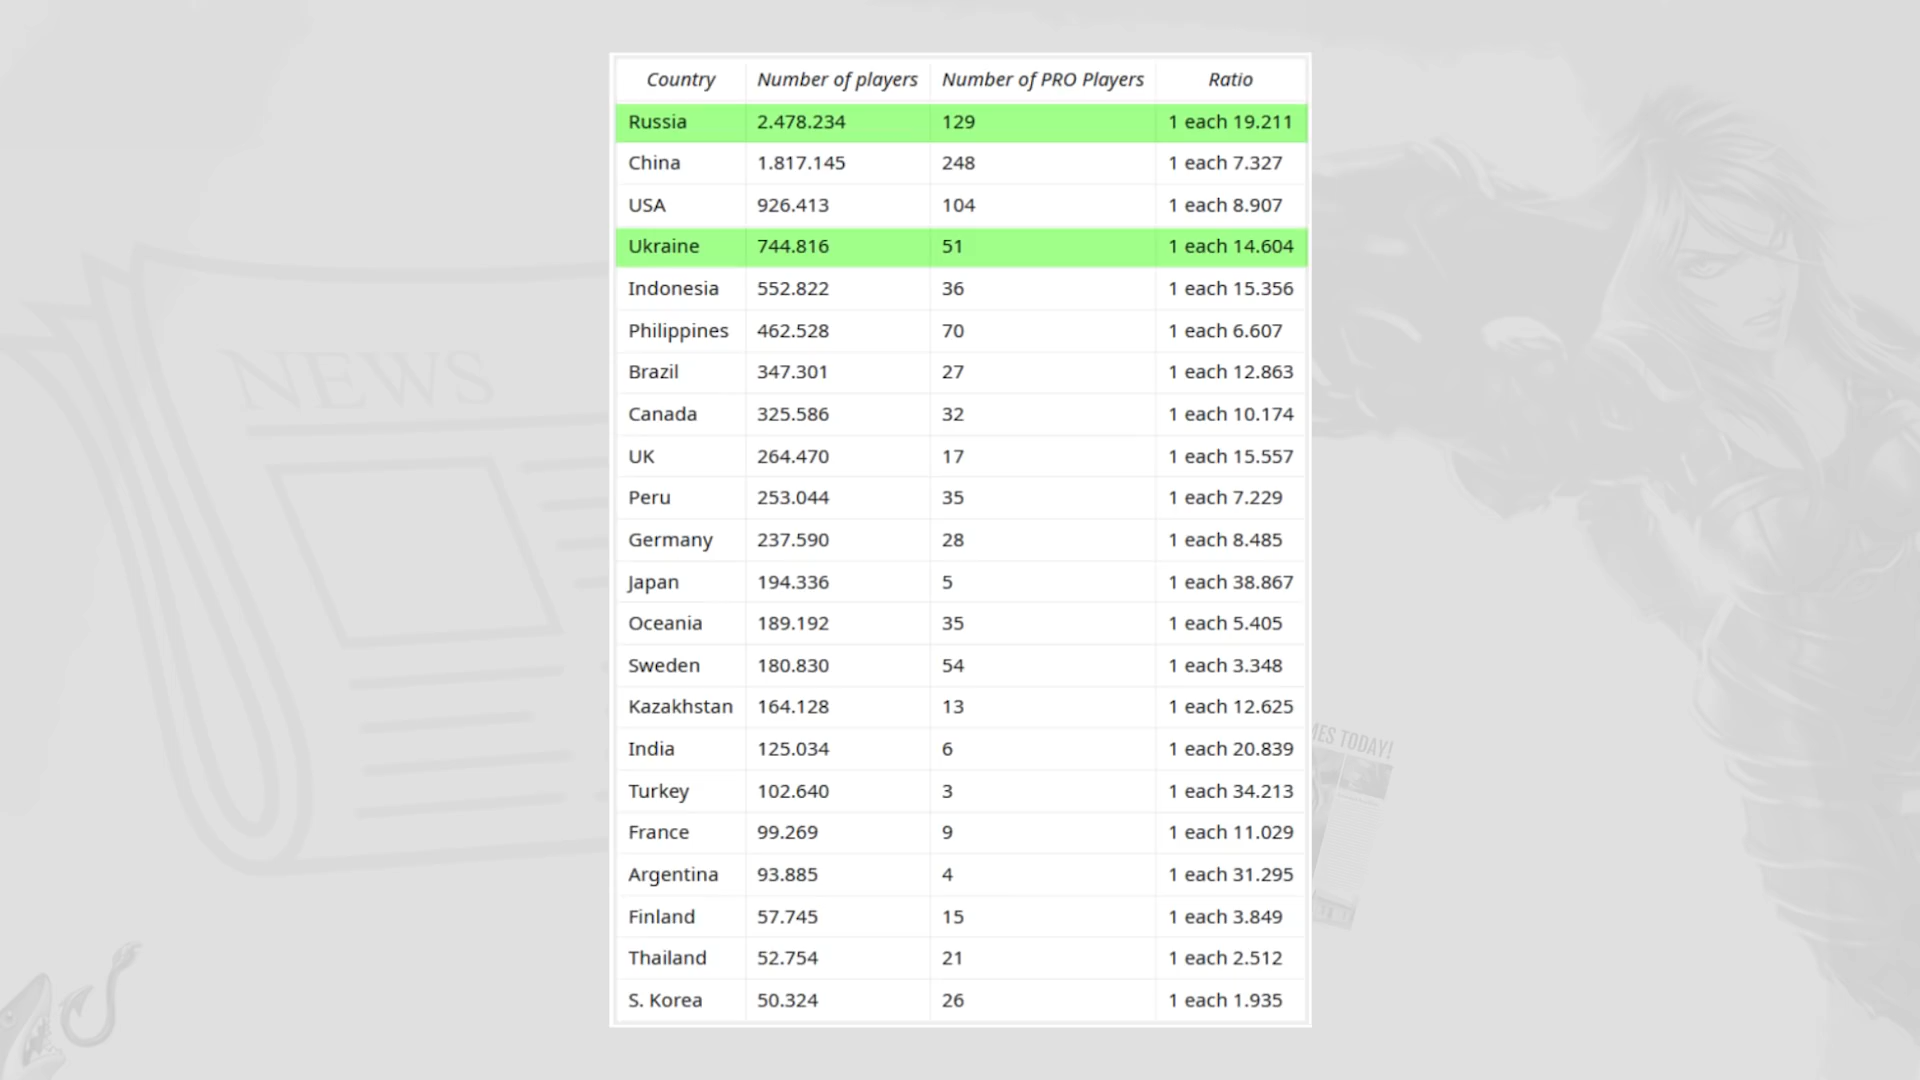 Country Number of players Number of PRO Players Ratio
Russia 2.478.234 129 1 each 19.211
China 1.817.145 248 1 each 7.327
USA 926.413 104 1 each 8.907
Ukraine 744.816 51 1 each 14.604
Indonesia 552.822 36 1 each 15.356
Philippines 462.528 70 1 each 6.607
Brazil 347.301 27 1 each 12.863
Canada 325.586 32 1 each 10.174
UK 264.470 17 1 each 15.557
Peru 253.044 35 1 each 7.229
Germany 237.590 28 1 each 8.485
Japan 194.336 5 1 each 38.867
Oceania 189.192 35 1 each 5.405
Sweden 180.830 54 1 each 3.348
Kazakhstan 164.128 13 1 each 12.625
India 125.034 6 1 each 20.839
Turkey 102.640 3 1 each 34.213
France 99.269 9 1 each 11.029
Argentina 93.885 4 1 each 31.295
Finland 57.745 15 1 each 3.849
Thailand 52.754 21 1 each 2.512
S. Korea 50.324 26 1 each 1.935
NEWS
TODAY!